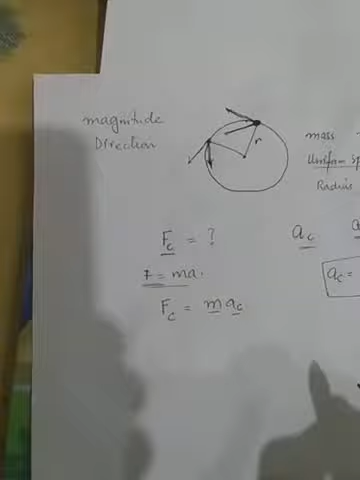 magnitude
Direction
r
mass
Uniform sp
Radius
Fc = ?
F = ma.
Fc = mac
ac
a
ac =